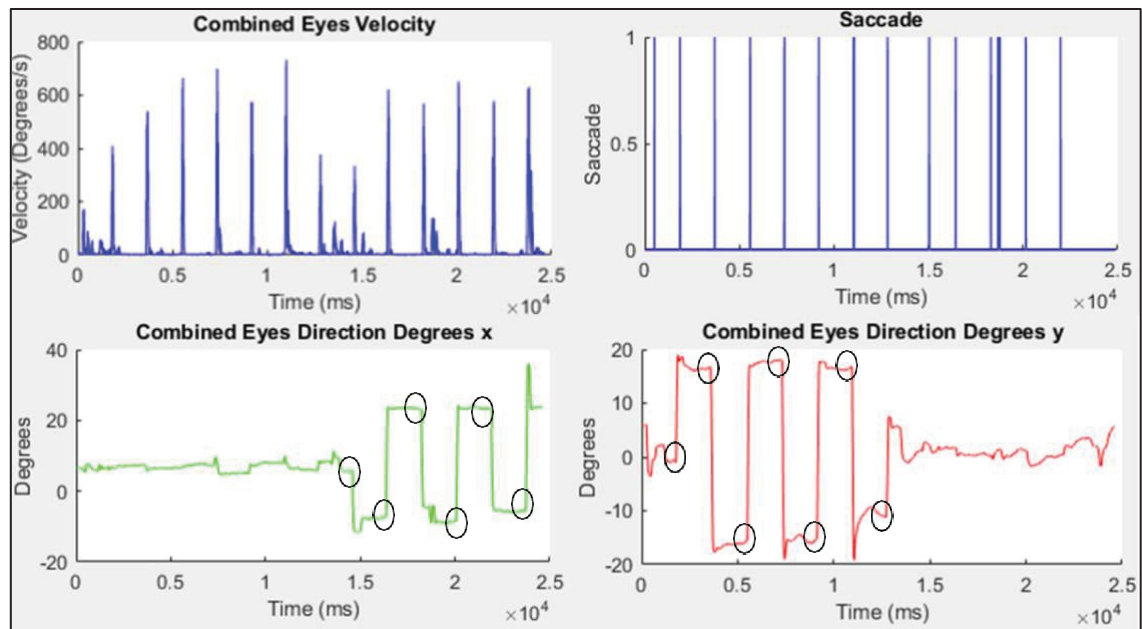 Combined Eyes Velocity
Velocity (Degrees/s)
800
600
400
200
0
0 0.5 1 1.5 2 2.5
Time (ms)
×10^4
Saccade
Saccade
1
0.5
0
0 0.5 1 1.5 2 2.5
Time (ms)
×10^4
Combined Eyes Direction Degrees x
Degrees
40
20
0
-20
0 0.5 1 1.5 2 2.5
Time (ms)
×10^4
Combined Eyes Direction Degrees y
Degrees
20
10
0
-10
-20
0 0.5 1 1.5 2 2.5
Time (ms)
×10^4